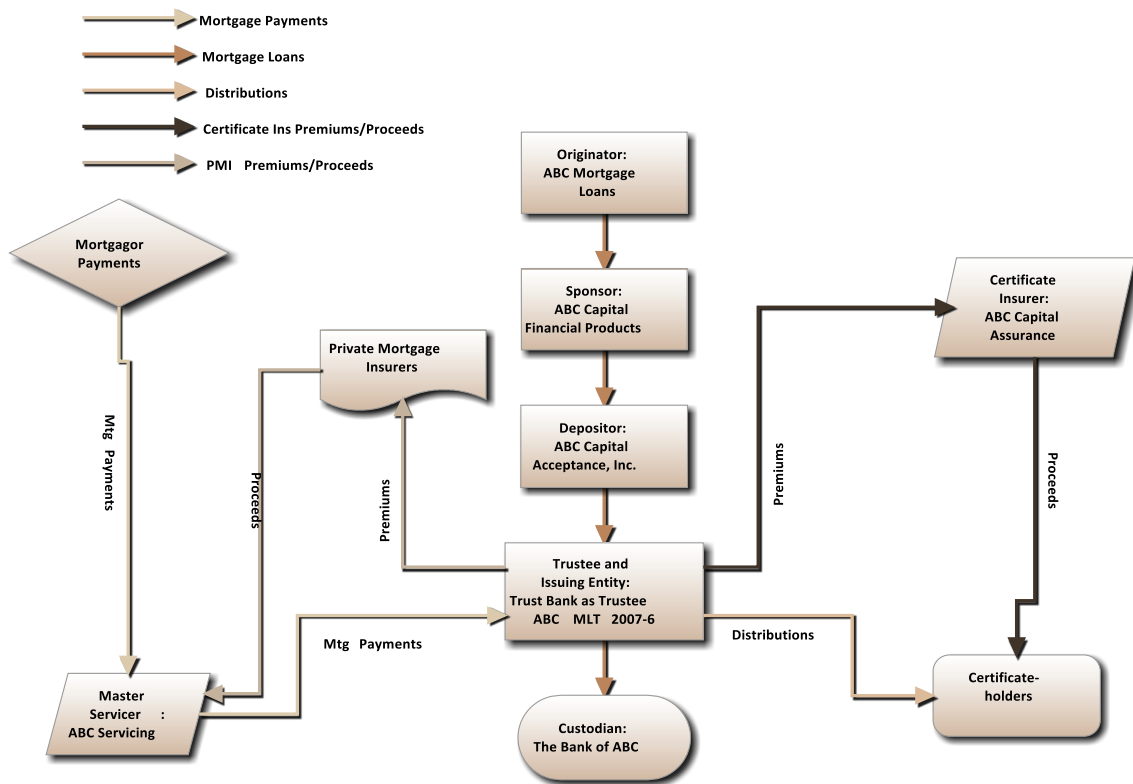 Mortgage Payments
Mortgage Loans
Distributions
Certificate Ins Premiums/Proceeds
PMI Premiums/Proceeds
Originator:
ABC Mortgage
Loans
Mortgagor
Payments
Sponsor:
ABC Capital
Financial Products
Certificate
Insurer:
ABC Capital
Assurance
Private Mortgage
Insurers
Depositor:
ABC Capital
Acceptance, Inc.
Mtg Payments
Proceeds
Premiums
Premiums
Proceeds
Trustee and
Issuing Entity:
Trust Bank as Trustee
ABC MLT 2007-6
Mtg Payments
Distributions
Master
Servicer :
ABC Servicing
Custodian:
The Bank of ABC
Certificate-
holders